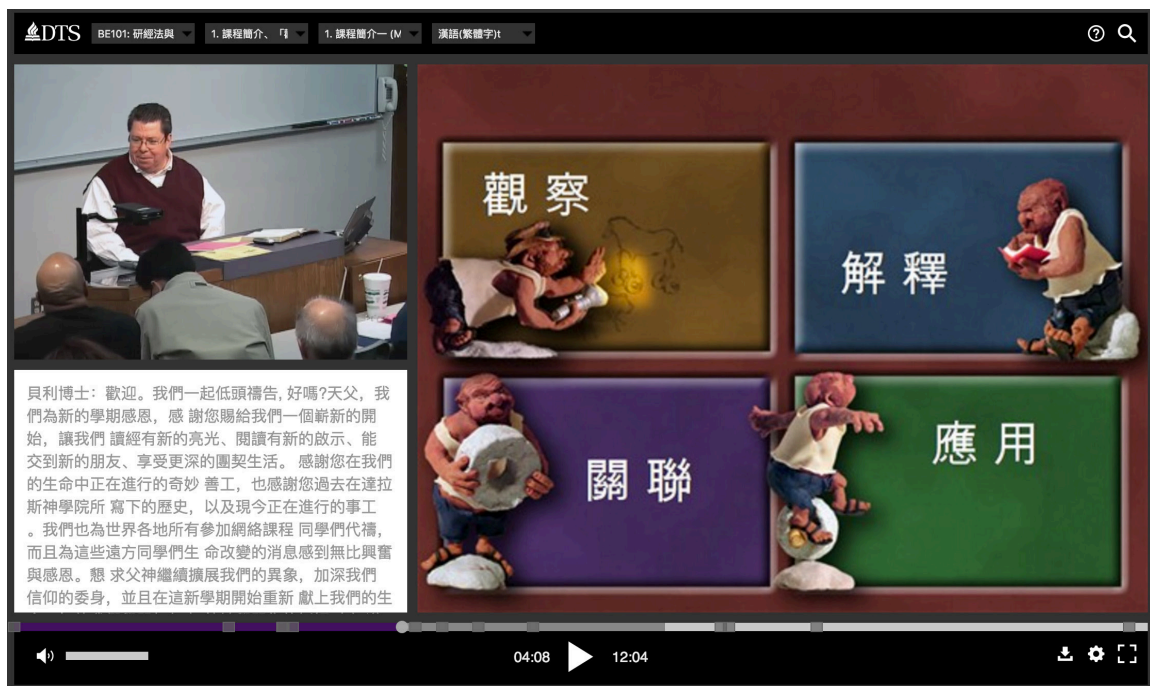 DTS
BE101: 研經法與
1. 課程簡介、「
1. 課程簡介一 (M
漢語(繁體字)t
觀 察
解 釋
關 聯
應 用
貝利博士：歡迎。我們一起低頭禱告, 好嗎?天父，我
們為新的學期感恩，感 謝您賜給我們一個嶄新的開
始，讓我們 讀經有新的亮光、閱讀有新的啟示、能
交到新的朋友、享受更深的團契生活。 感謝您在我們
的生命中正在進行的奇妙 善工，也感謝您過去在達拉
斯神學院所 寫下的歷史，以及現今正在進行的事工
。我們也為世界各地所有參加網絡課程 同學們代禱，
而且為這些遠方同學們生 命改變的消息感到無比興奮
與感恩。懇 求父神繼續擴展我們的異象，加深我們
信仰的委身，並且在這新學期開始重新 獻上我們的生
04:08
12:04